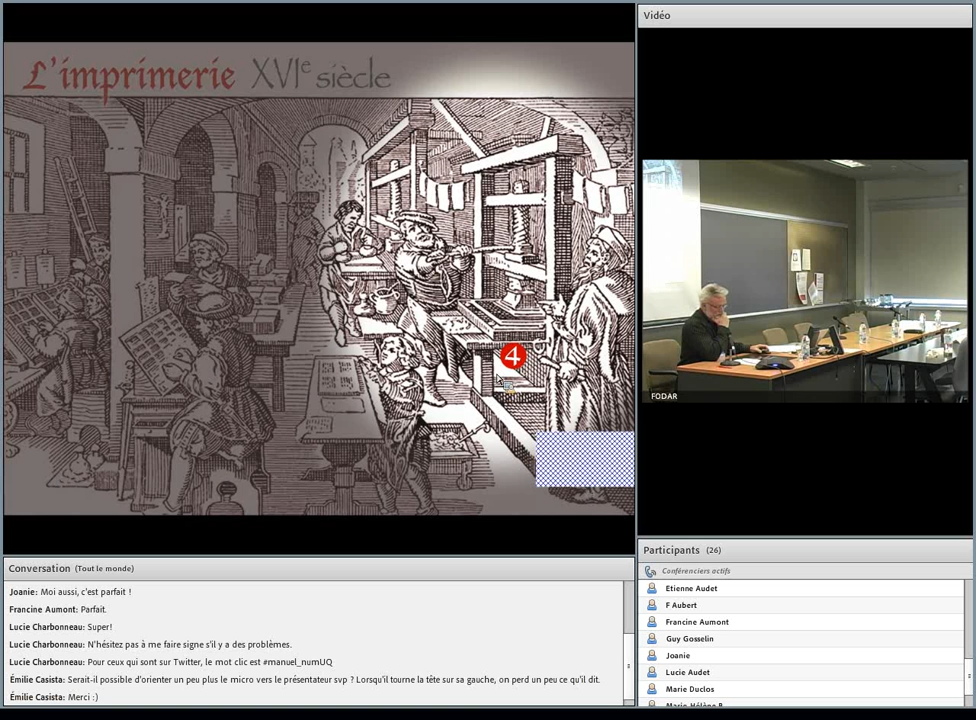 L'imprimerie XVIe siècle
4
Vidéo
FODAR
Conversation (Tout le monde)
Joanie: Moi aussi, c'est parfait !
Francine Aumont: Parfait.
Lucie Charbonneau: Super!
Lucie Charbonneau: N'hésitez pas à me faire signe s'il y a des problèmes.
Lucie Charbonneau: Pour ceux qui sont sur Twitter, le mot clic est #manuel_numUQ
Émilie Casista: Serait-il possible d'orienter un peu plus le micro vers le présentateur svp ? Lorsqu'il tourne la tête sur sa gauche, on perd un peu ce qu'il dit.
Émilie Casista: Merci :)
Participants (26)
Conférenciers actifs
Etienne Audet
F Aubert
Francine Aumont
Guy Gosselin
Joanie
Lucie Audet
Marie Duclos
Marie-Hélène B